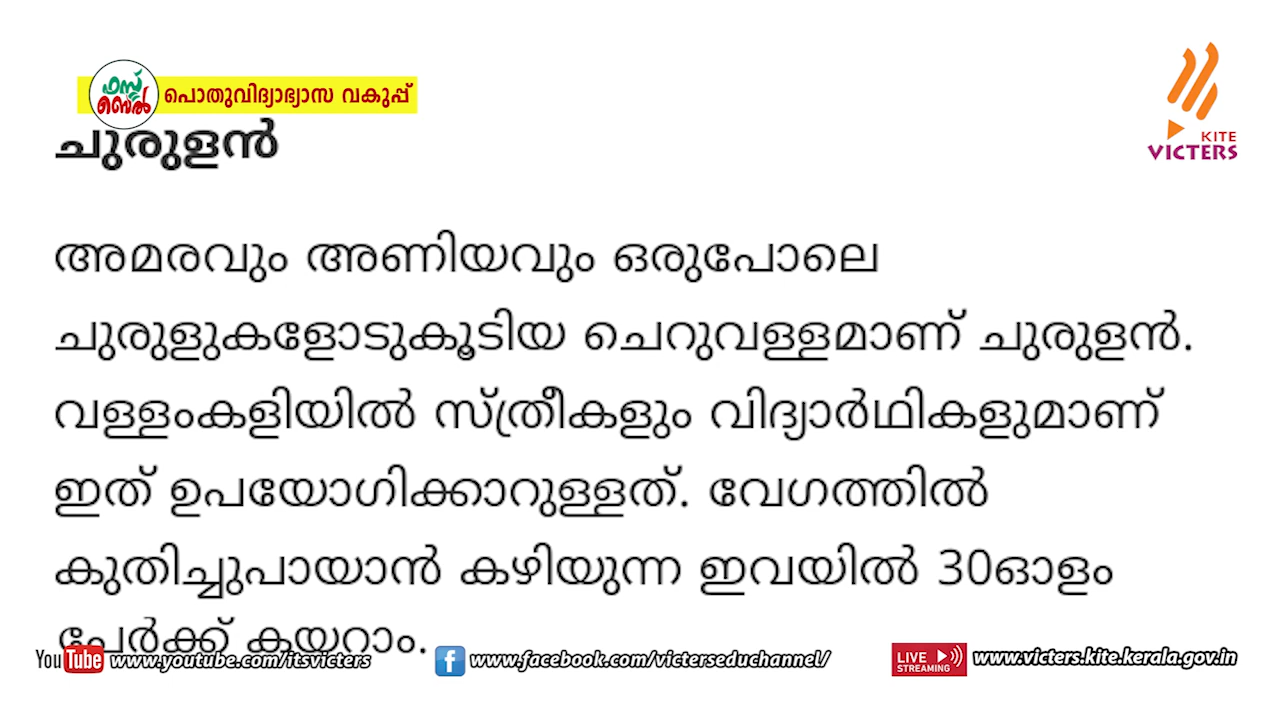 ഫസ്റ്റ് ബെൽ
പൊതുവിദ്യാഭ്യാസ വകുപ്പ്
KITE
VICTERS
ചുരുളൻ
അമരവും അണിയവും ഒരുപോലെ
ചുരുളുകളോടുകൂടിയ ചെറുവള്ളമാണ് ചുരുളൻ.
വള്ളംകളിയിൽ സ്ത്രീകളും വിദ്യാർഥികളുമാണ്
ഇത് ഉപയോഗിക്കാറുള്ളത്. വേഗത്തിൽ
കുതിച്ചുപായാൻ കഴിയുന്ന ഇവയിൽ 30ഓളം
പേർക്ക് കയറാം.
YouTube www.youtube.com/itsvicters
f www.facebook.com/victerseduchannel/
LIVE STREAMING www.victers.kite.kerala.gov.in